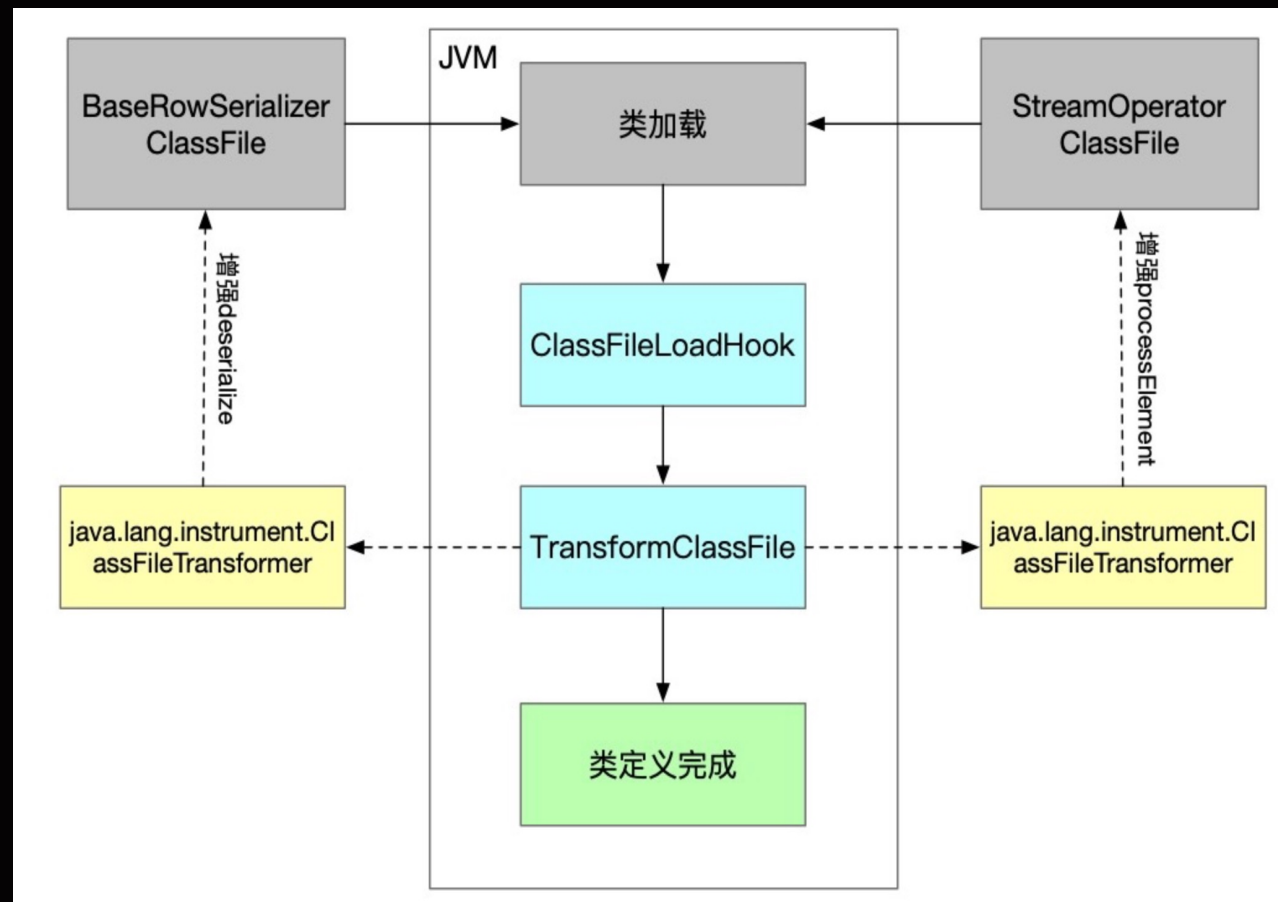 JVM
BaseRowSerializer
ClassFile
类加载
StreamOperator
ClassFile
增强deserialize
增强processElement
ClassFileLoadHook
java.lang.instrument.Cl
assFileTransformer
TransformClassFile
java.lang.instrument.Cl
assFileTransformer
类定义完成